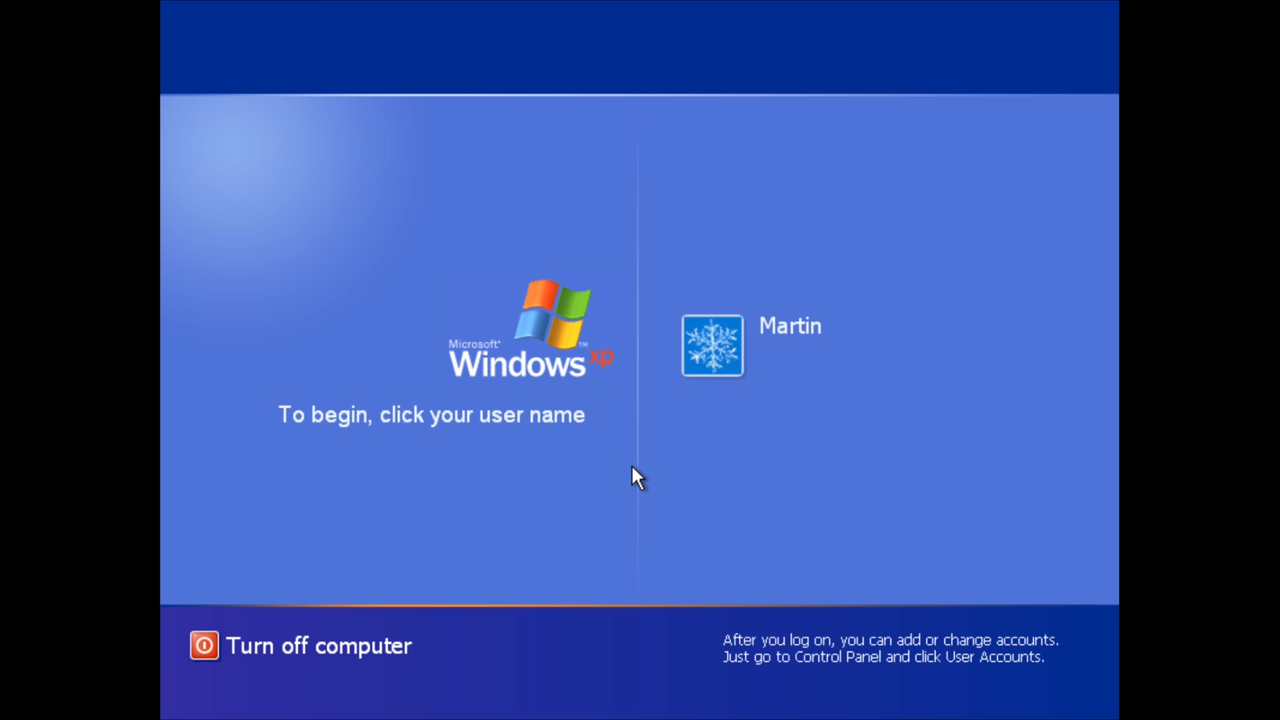 Microsoft®
Windows xp™
To begin, click your user name
Martin
Turn off computer
After you log on, you can add or change accounts.
Just go to Control Panel and click User Accounts.